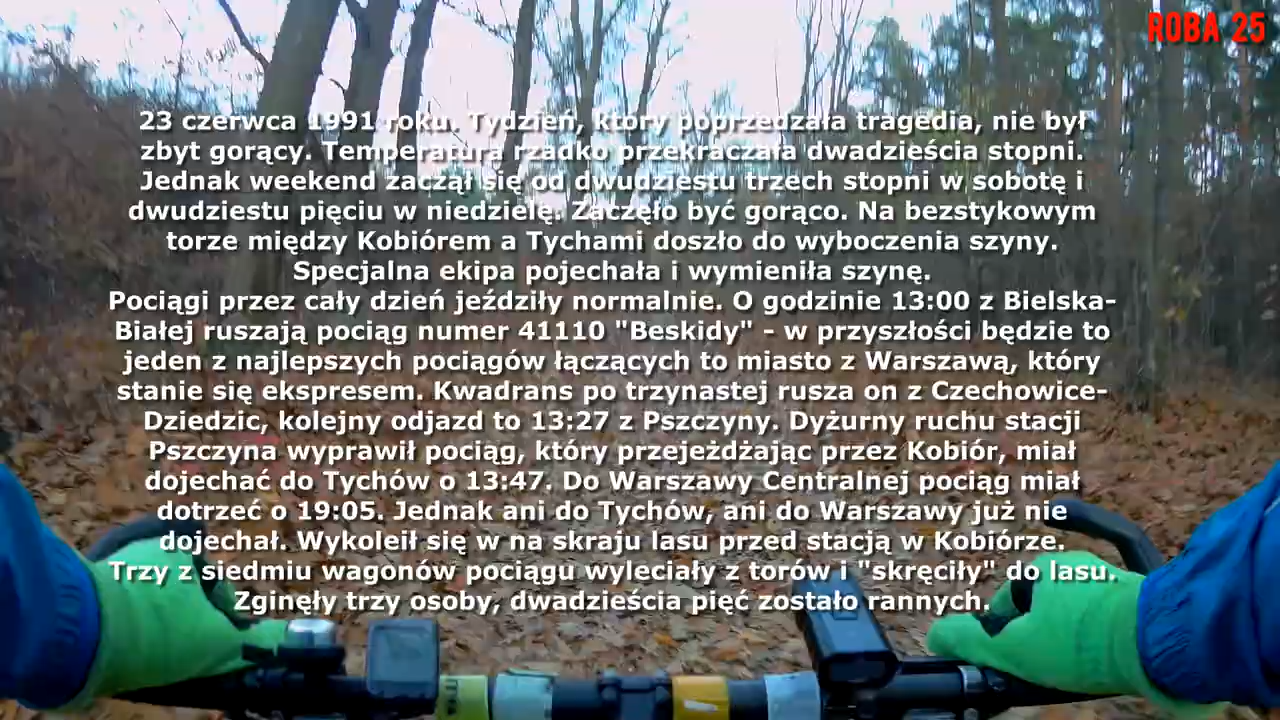 ROBA 25
23 czerwca 1991 roku. Tydzień, który poprzedzała tragedia, nie był
zbyt gorący. Temperatura rzadko przekraczała dwadzieścia stopni.
Jednak weekend zaczął się od dwudziestu trzech stopni w sobotę i
dwudziestu pięciu w niedzielę. Zaczęło być gorąco. Na bezstykowym
torze między Kobiórem a Tychami doszło do wyboczenia szyny.
Specjalna ekipa pojechała i wymieniła szynę.
Pociągi przez cały dzień jeździły normalnie. O godzinie 13:00 z Bielska-
Białej ruszają pociąg numer 41110 "Beskidy" - w przyszłości będzie to
jeden z najlepszych pociągów łączących to miasto z Warszawą, który
stanie się ekspresem. Kwadrans po trzynastej rusza on z Czechowice-
Dziedzic, kolejny odjazd to 13:27 z Pszczyny. Dyżurny ruchu stacji
Pszczyna wyprawił pociąg, który przejeżdżając przez Kobiór, miał
dojechać do Tychów o 13:47. Do Warszawy Centralnej pociąg miał
dotrzeć o 19:05. Jednak ani do Tychów, ani do Warszawy już nie
dojechał. Wykoleił się w na skraju lasu przed stacją w Kobiórze.
Trzy z siedmiu wagonów pociągu wyleciały z torów i "skręciły" do lasu.
Zginęły trzy osoby, dwadzieścia pięć zostało rannych.